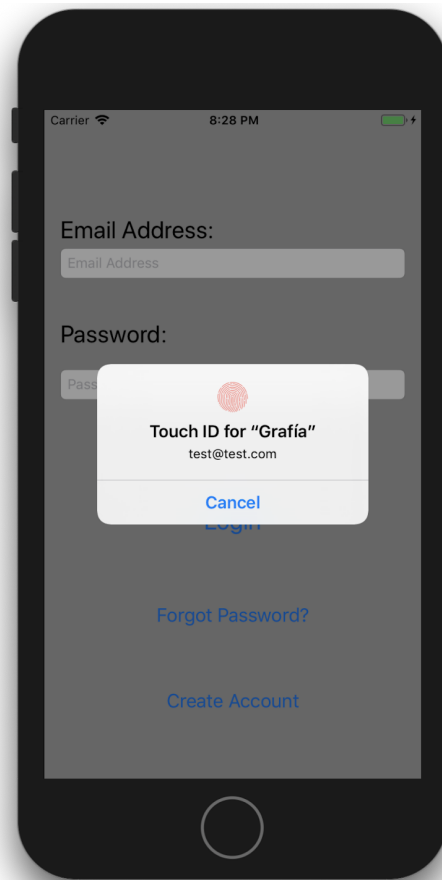 Carrier 8:28 PM
Email Address:
Email Address
Password:
Pass
Touch ID for “Grafía”
test@test.com
Cancel
Login
Forgot Password?
Create Account